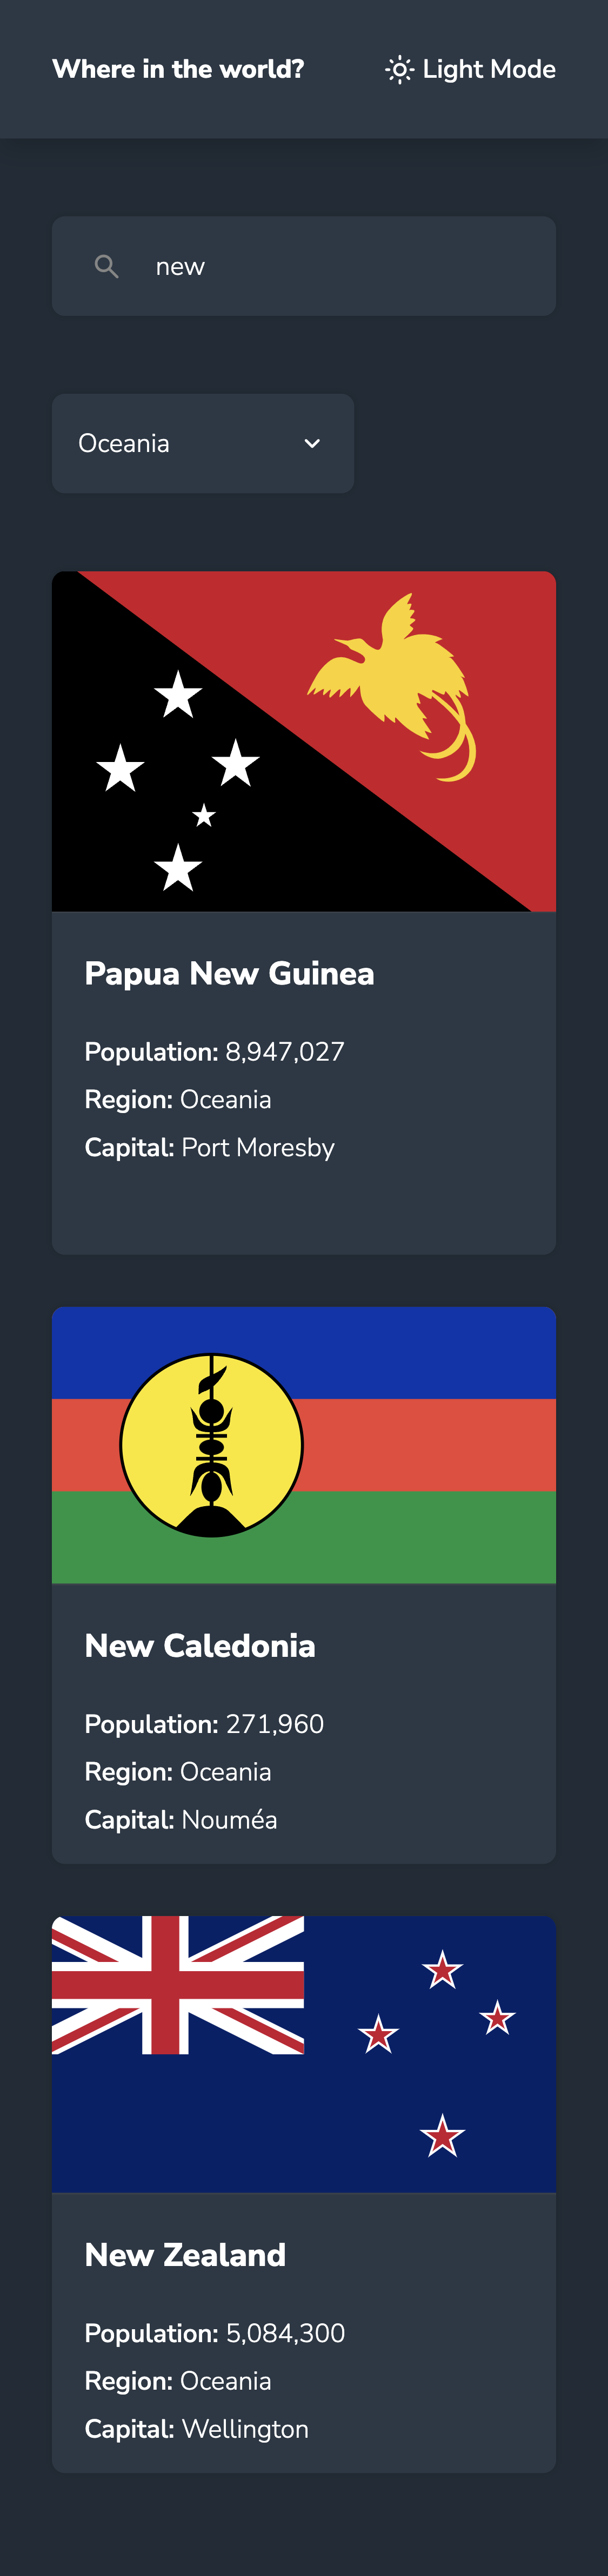 Where in the world?
Light Mode
new
Oceania
Papua New Guinea
Population: 8,947,027
Region: Oceania
Capital: Port Moresby
New Caledonia
Population: 271,960
Region: Oceania
Capital: Nouméa
New Zealand
Population: 5,084,300
Region: Oceania
Capital: Wellington